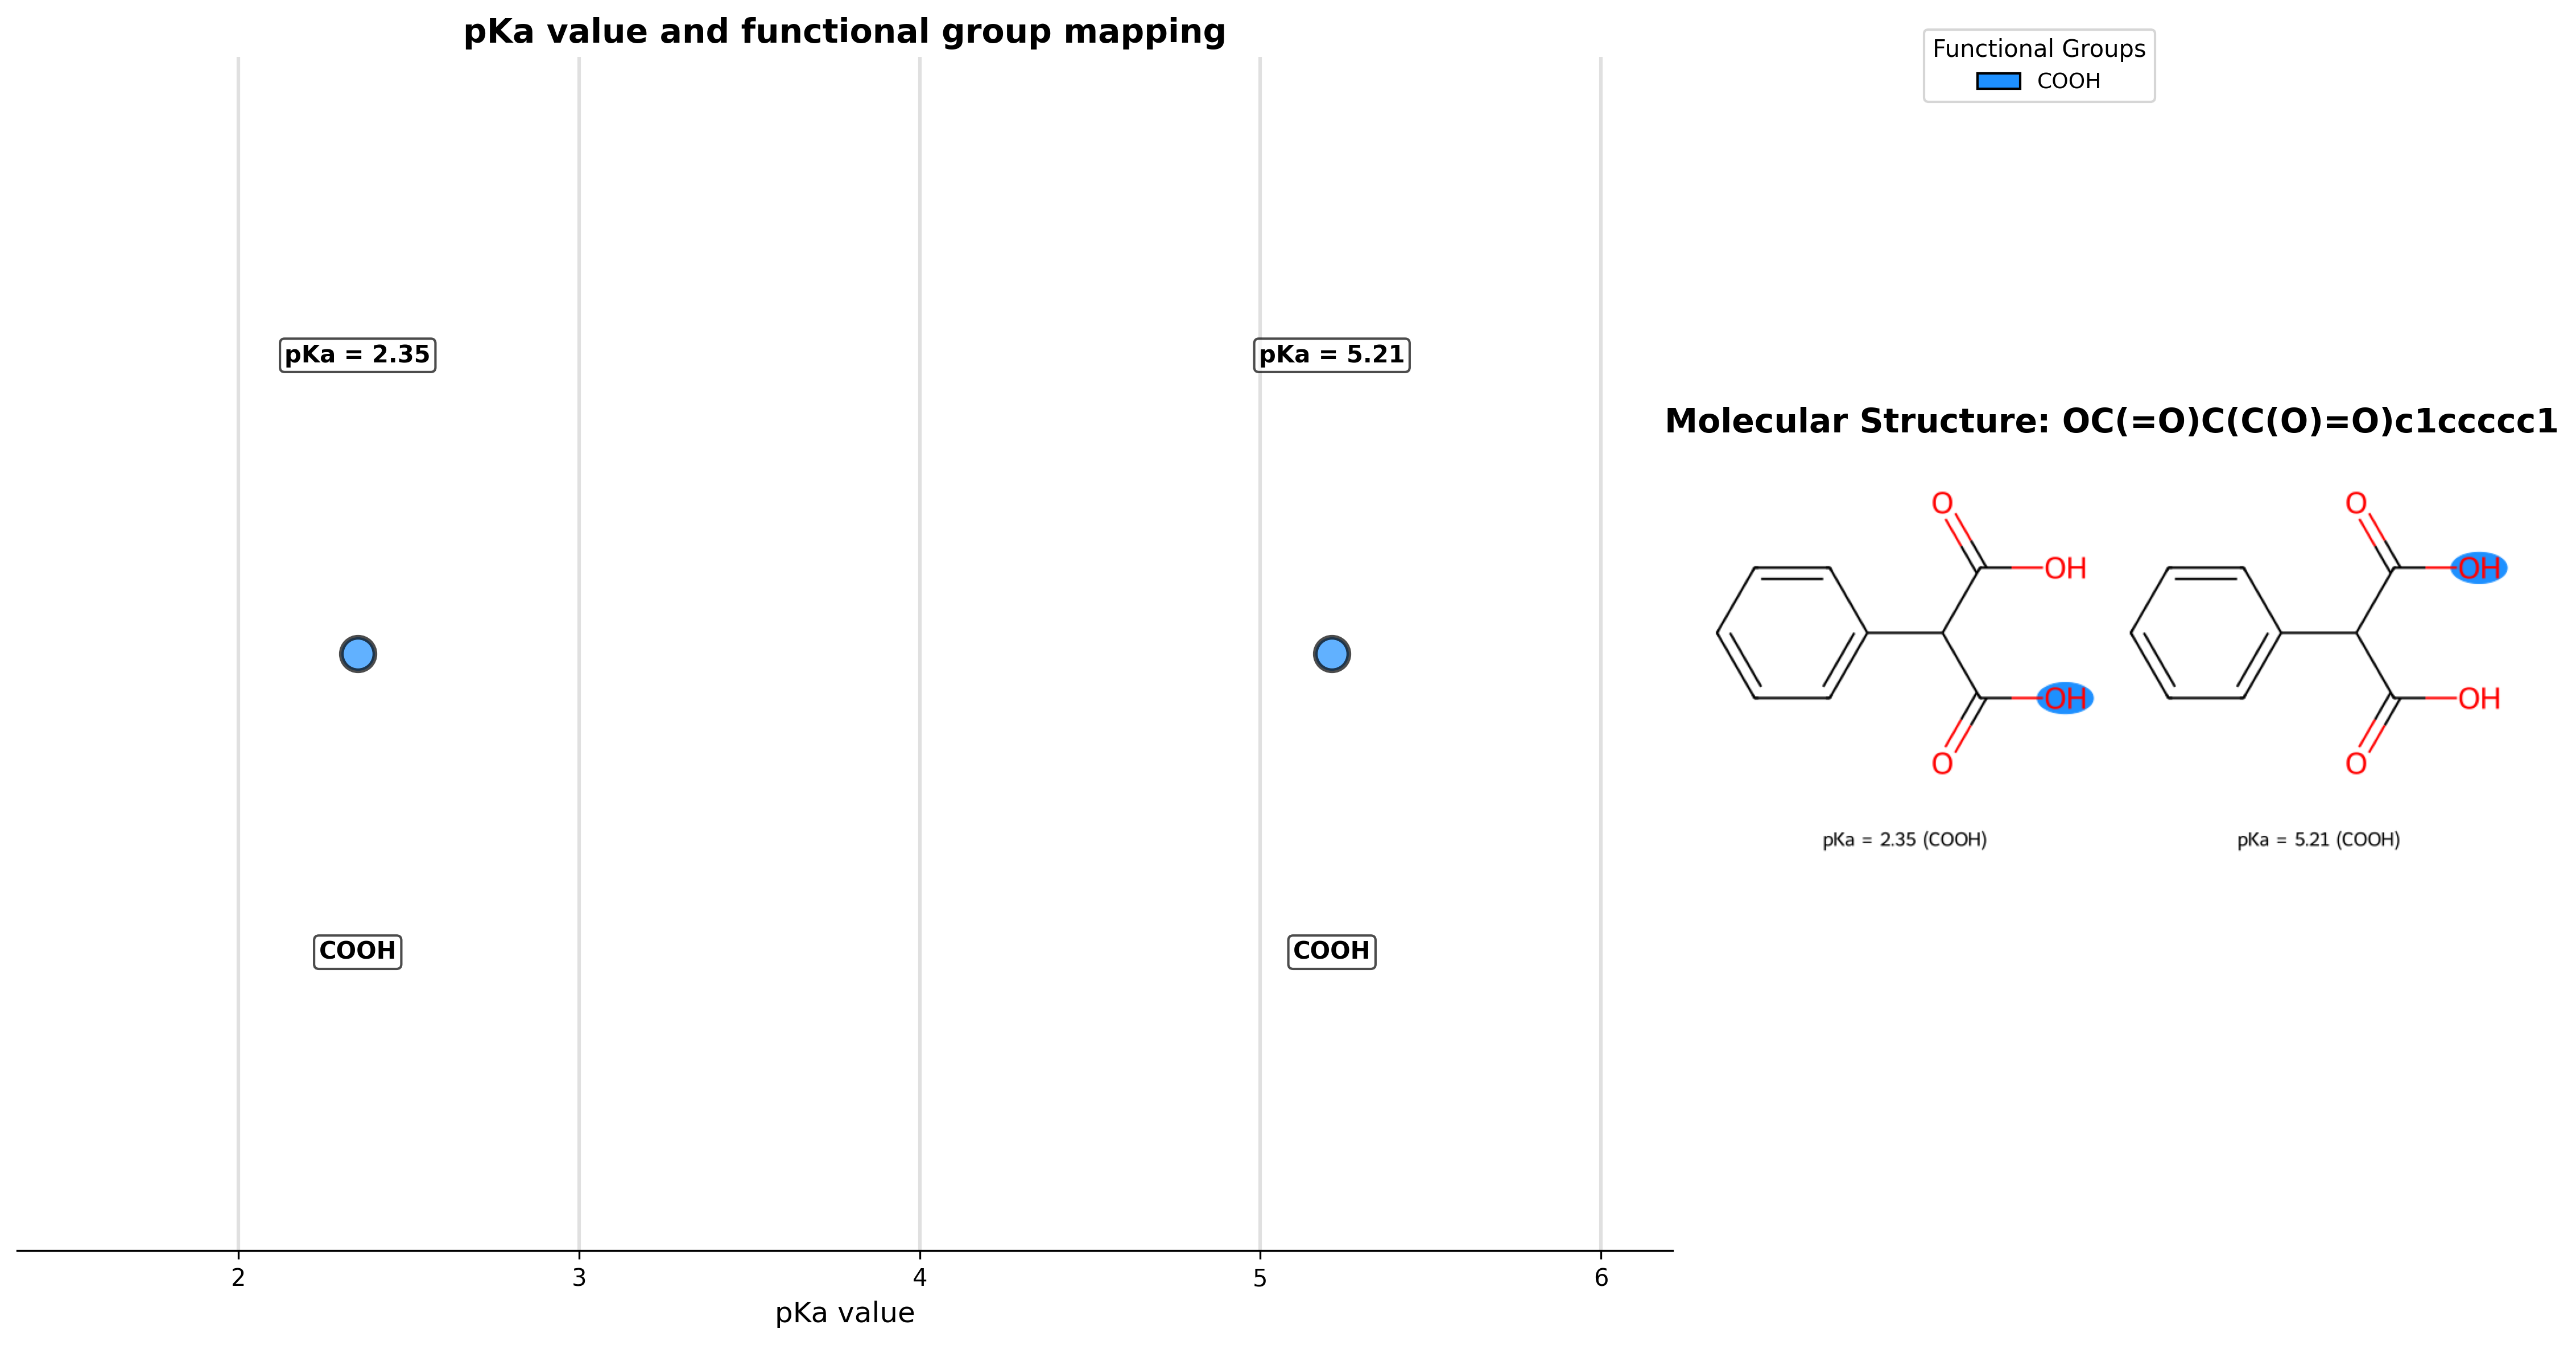 pKa value and functional group mapping
Functional Groups
COOH
pKa = 2.35
pKa = 5.21
Molecular Structure: OC(=O)C(C(O)=O)c1ccccc1
O
OH
O
OH
O
OH
O
OH
pKa = 2.35 (COOH)
pKa = 5.21 (COOH)
COOH
COOH
2
3
4
5
6
pKa value